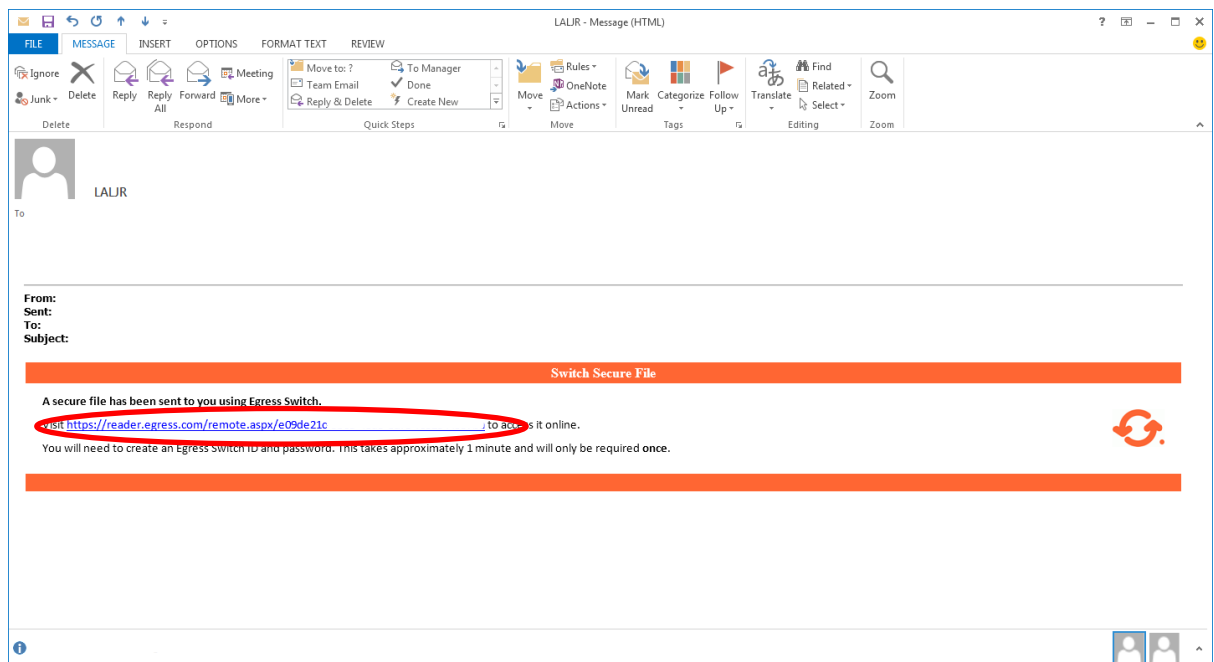 LALJR - Message (HTML)
?
FILE MESSAGE INSERT OPTIONS FORMAT TEXT REVIEW
Ignore
Junk
Delete
Delete
Reply
Reply All
Forward
Meeting
More
Respond
Move to: ?
Team Email
Reply & Delete
To Manager
Done
Create New
Quick Steps
Move
Rules
OneNote
Actions
Move
Mark Unread
Categorize
Follow Up
Tags
Translate
Find
Related
Select
Editing
Zoom
Zoom
LALJR
To
From:
Sent:
To:
Subject:
Switch Secure File
A secure file has been sent to you using Egress Switch.
Visit https://reader.egress.com/remote.aspx/e09de21c to access it online.
You will need to create an Egress Switch ID and password. This takes approximately 1 minute and will only be required once.